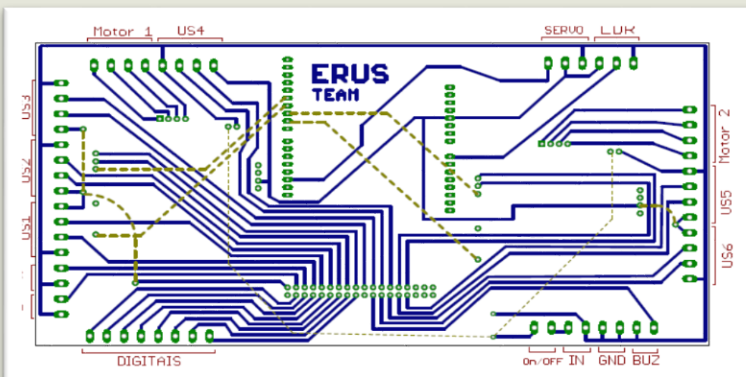 Motor 1 US4
SERVO LDR
ERUS
TEAM
US3
US2
US1
Motor 2
US5
US6
DIGITAIS
On/OFF IN GND BUZ